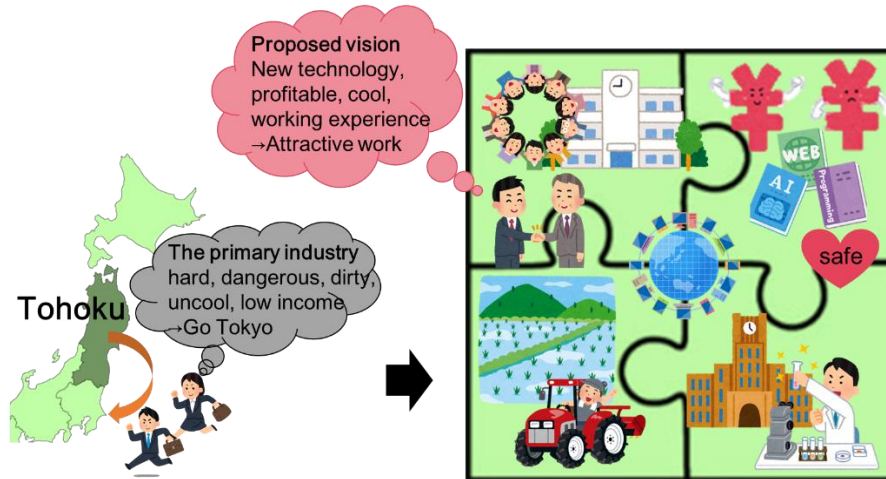 Proposed vision
New technology,
profitable, cool,
working experience
→Attractive work
The primary industry
hard, dangerous, dirty,
uncool, low income
→Go Tokyo
Tohoku
WEB
AI
Programming
safe